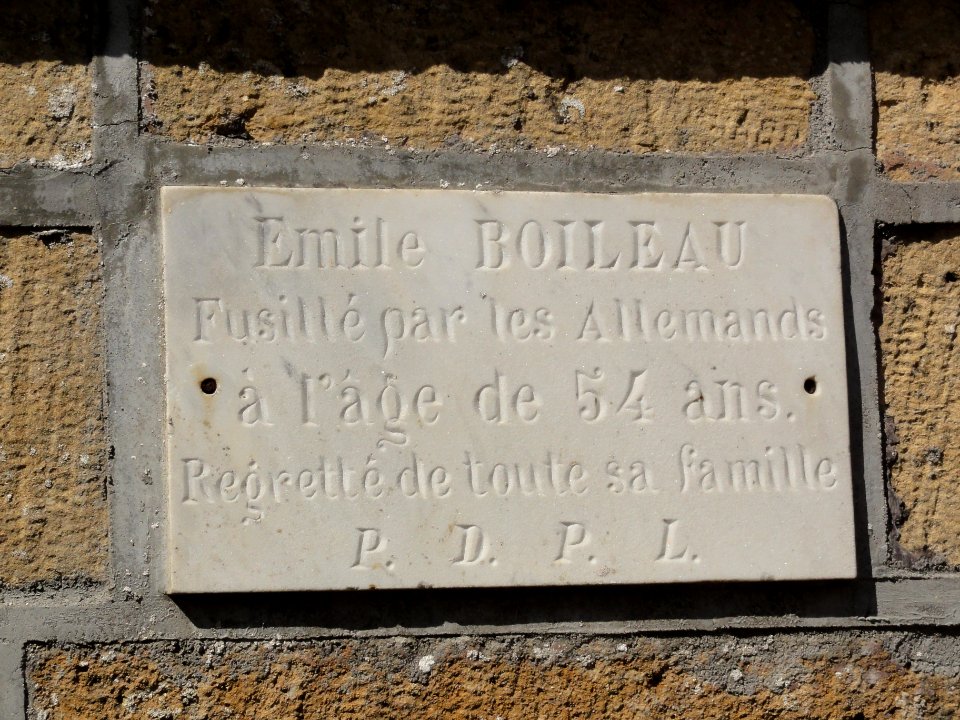 Emile BOILEAU
Fusillé par les Allemands
à l'âge de 54 ans.
Regretté de toute sa famille
P. D. P. L.